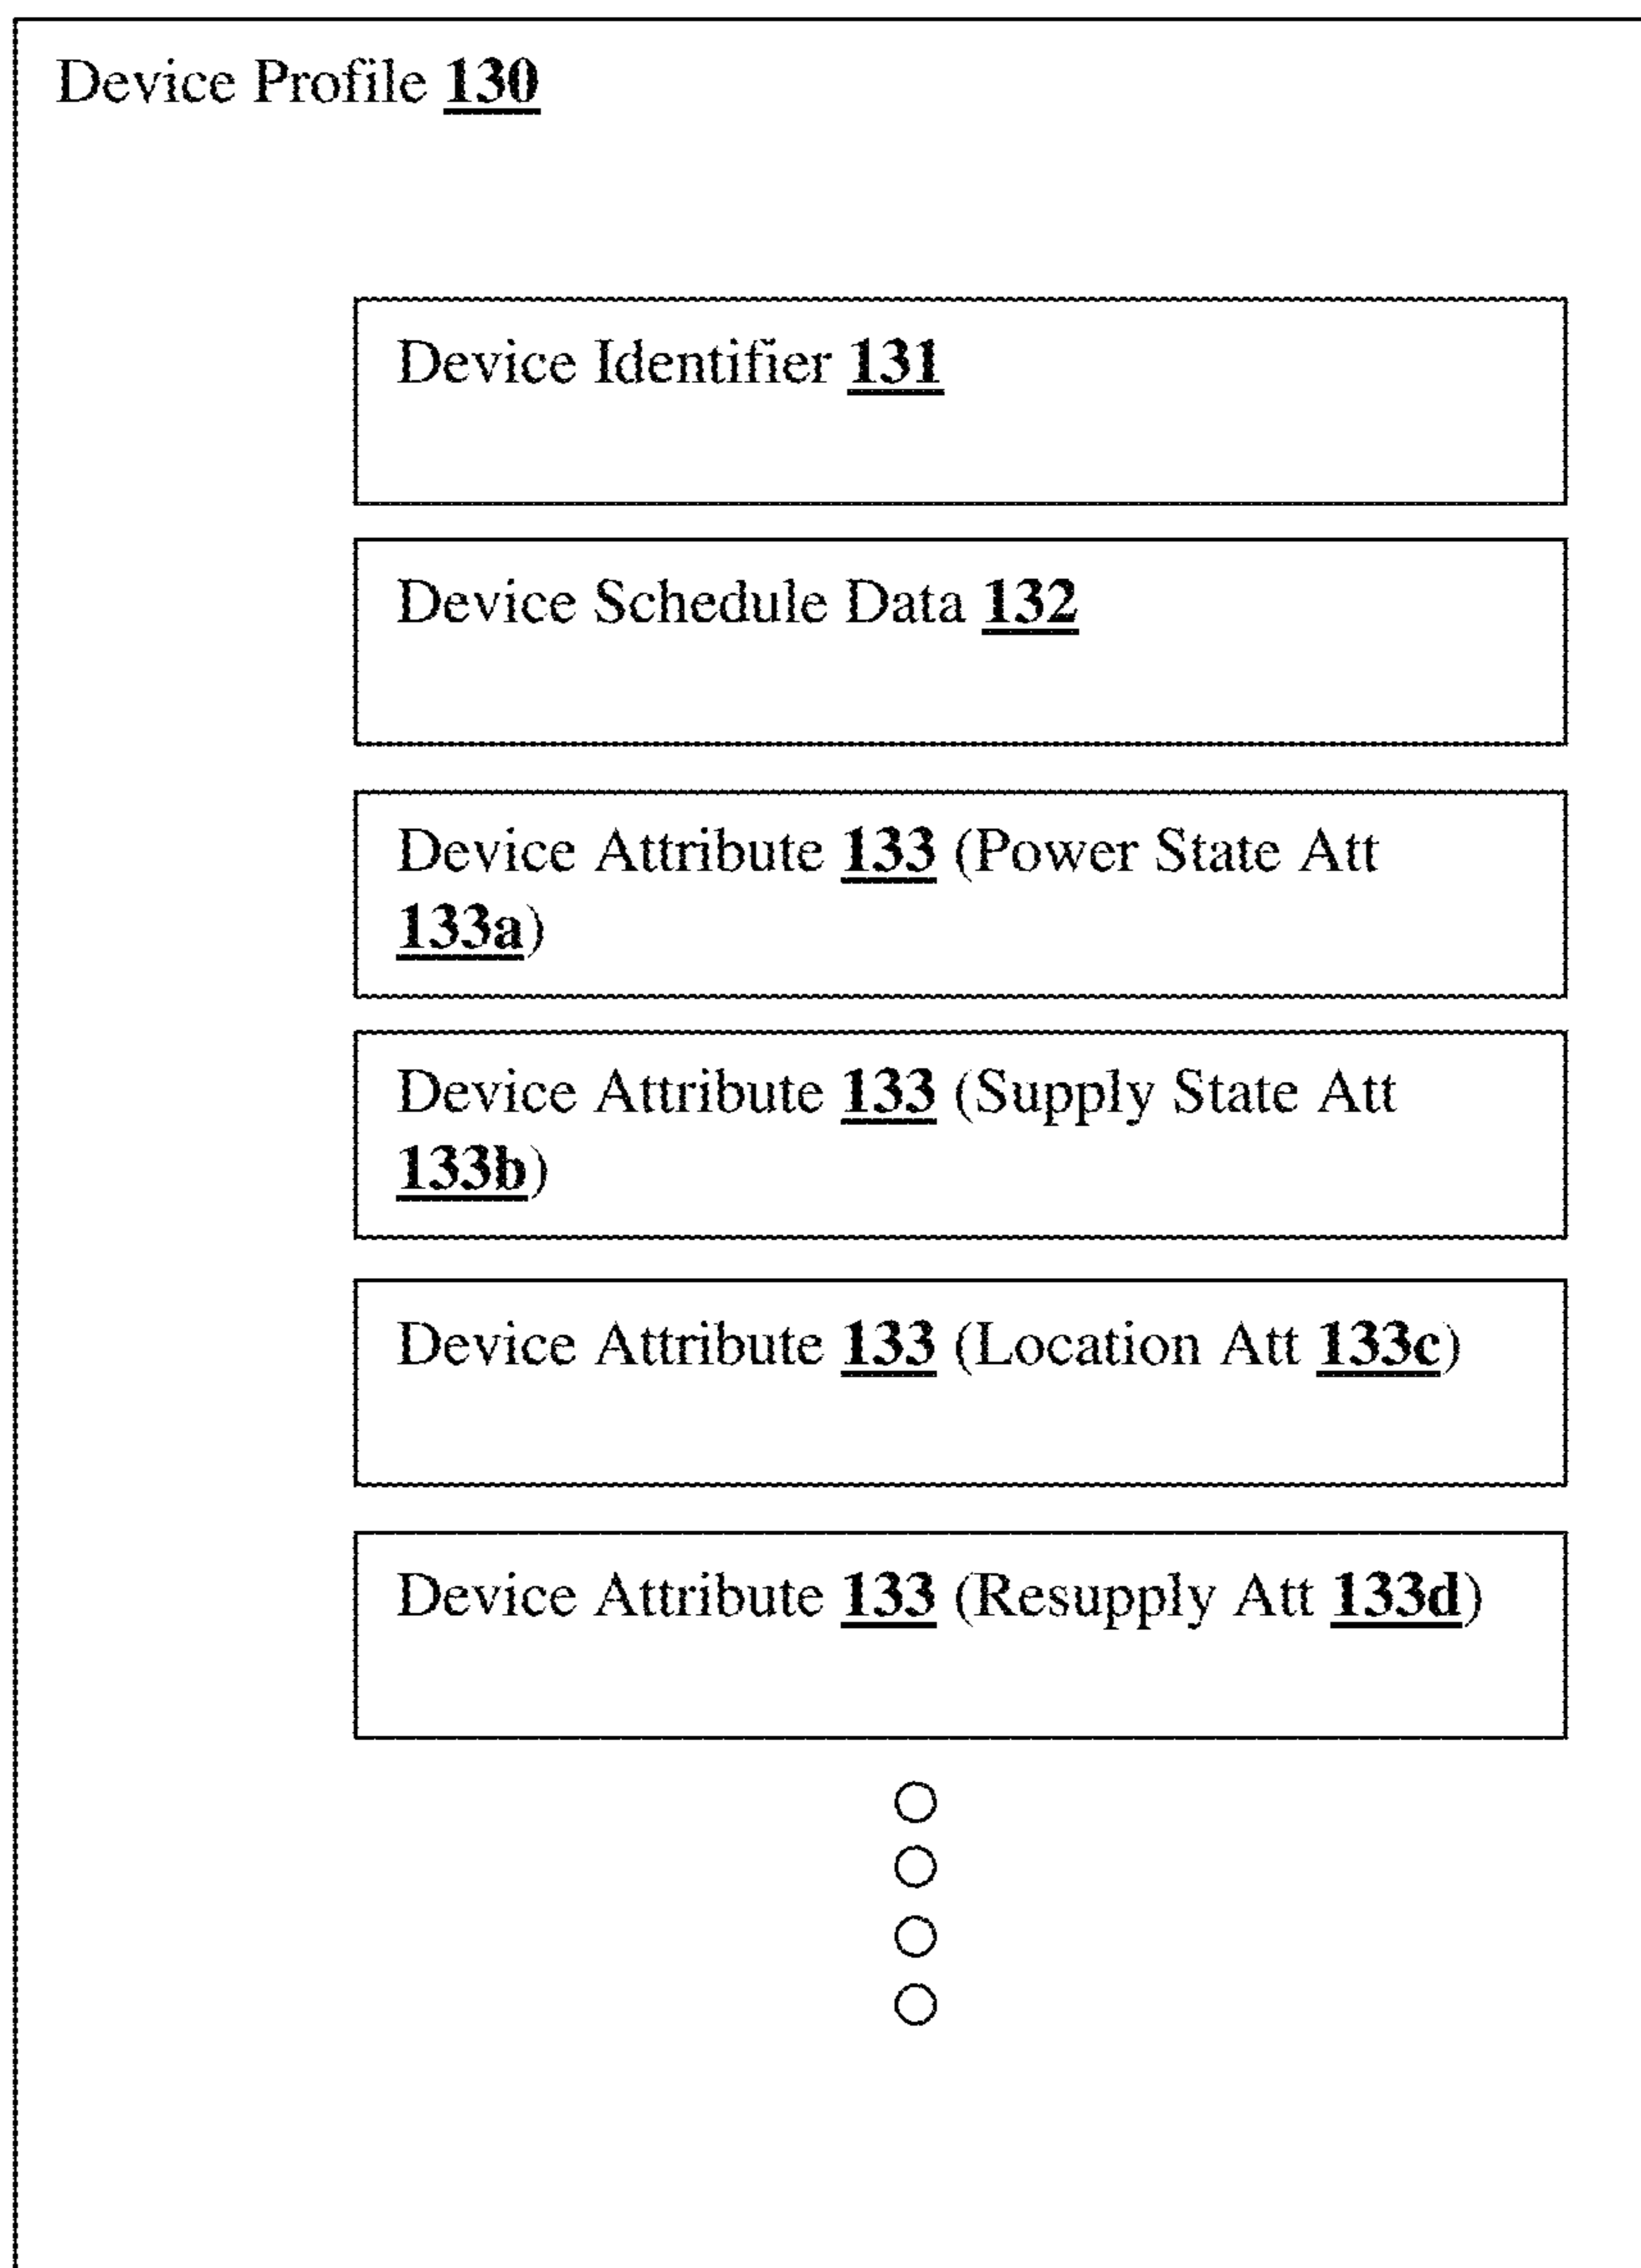 Device Profile 130
Device Identifier 131
Device Schedule Data 132
Device Attribute 133 (Power State Att
133a)
Device Attribute 133 (Supply State Att
133b)
Device Attribute 133 (Location Att 133c)
Device Attribute 133 (Resupply Att 133d)